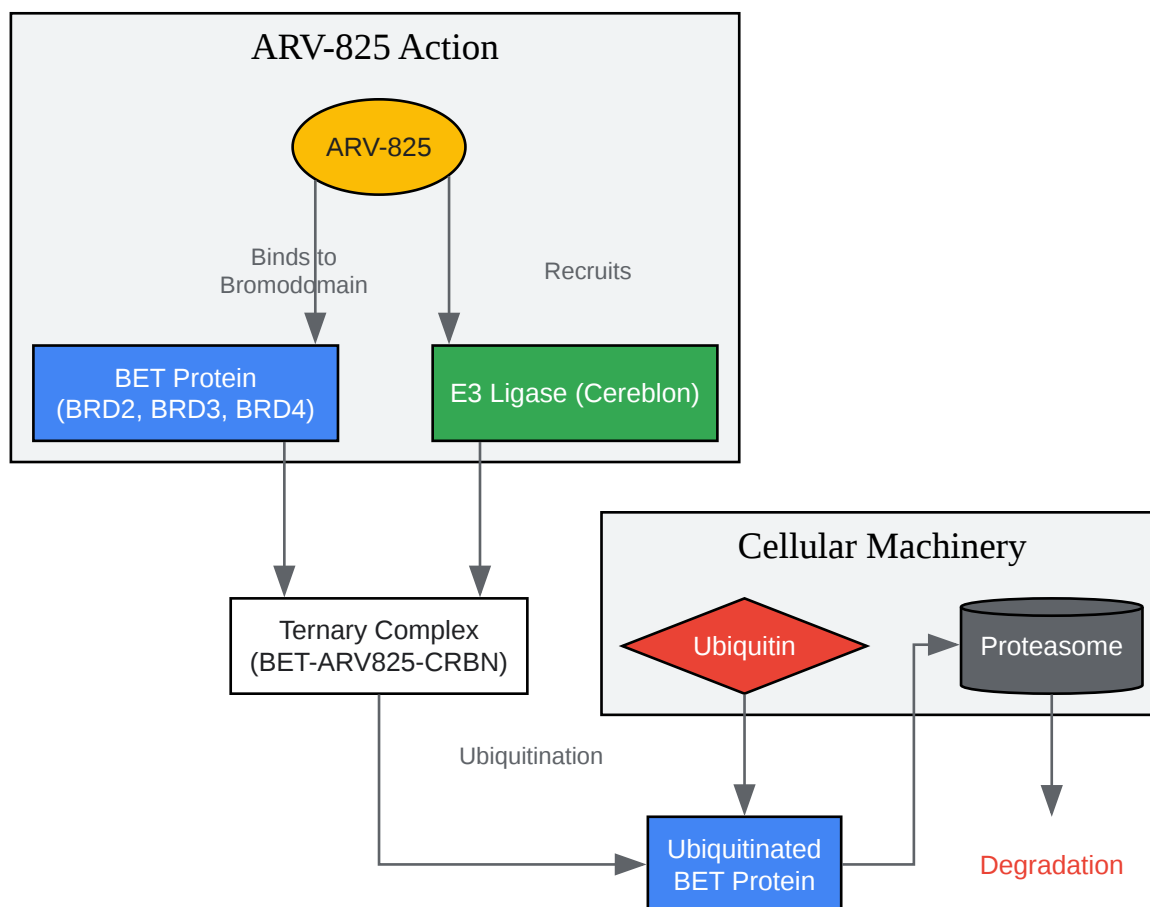 ARV-825 Action
ARV-825
Binds to
Bromodomain
Recruits
BET Protein
(BRD2, BRD3, BRD4)
E3 Ligase (Cereblon)
Cellular Machinery
Ternary Complex
(BET-ARV825-CRBN)
Ubiquitin
Proteasome
Ubiquitination
Ubiquitinated
BET Protein
Degradation